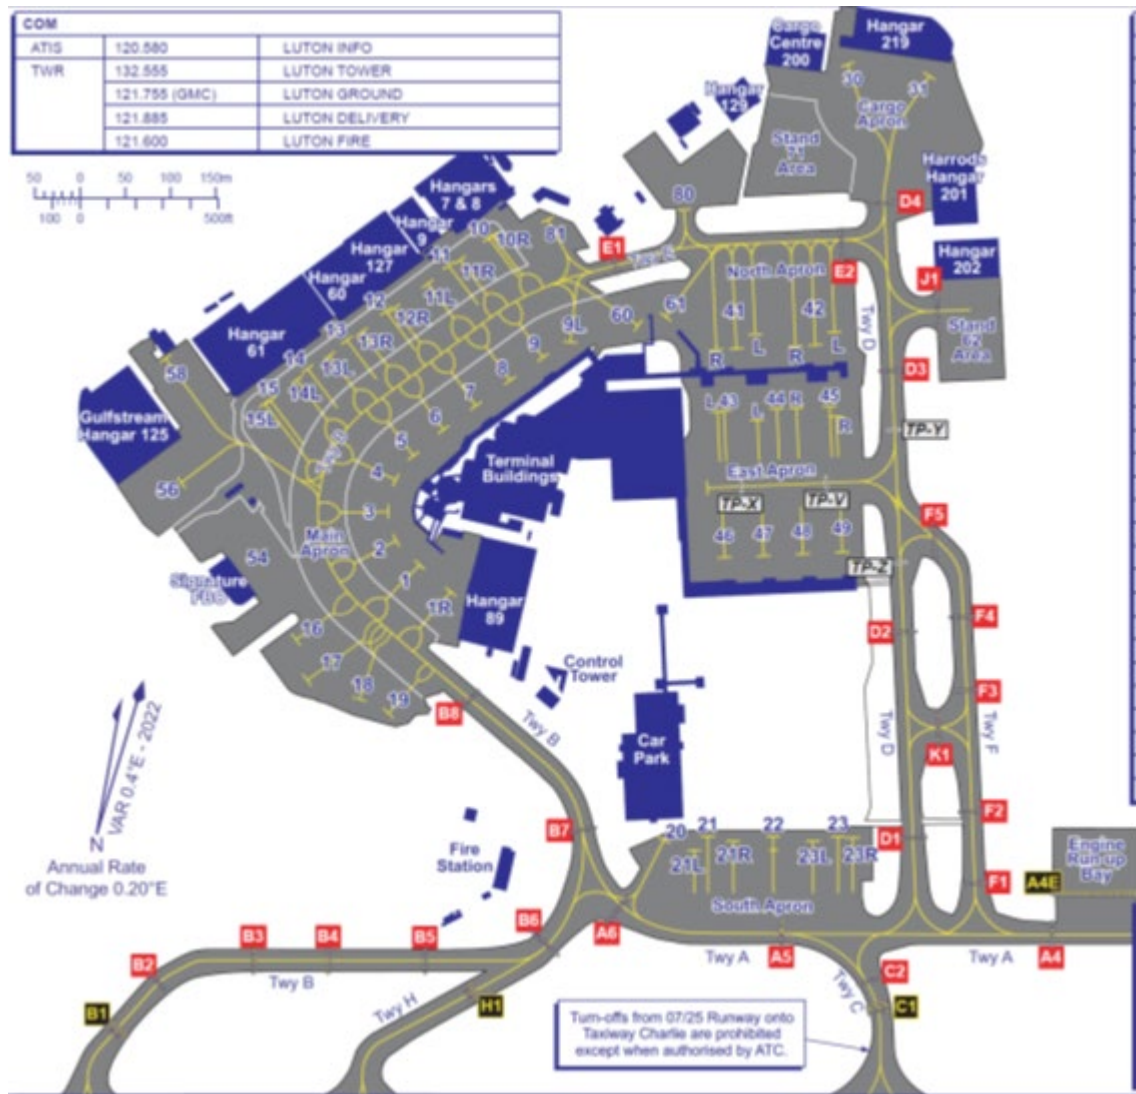 COM
ATIS 120.580 LUTON INFO
TWR 132.555 LUTON TOWER
121.755 (GMC) LUTON GROUND
121.885 LUTON DELIVERY
121.600 LUTON FIRE
50 0 50 100 150m
100 0 500ft
Cargo
Centre
200
Hangar
219
Hangar
129
30
31
Cargo
Apron
Stand
71
Area
Harrods
Hangar
201
D4
Hangars
7 & 8
Hangar
9
Hangar
127
Hangar
60
Hangar
61
Gulfstream
Hangar 125
80
81
E1
Twy E
North Apron
E2
J1
Hangar
202
Stand
62
Area
10
10R
11
11R
11L
12
12R
13
13R
13L
14
14L
15
15L
58
56
54
60
61
9L
9
8
7
6
5
4
3
2
1
1R
41
42
R
L
R
L
Twy D
D3
L
43
L
44
R
45
R
TP-Y
East Apron
TP-X
TP-V
46
47
48
49
F5
TP-Z
Terminal
Buildings
Main
Apron
Signature
FBO
Hangar
89
16
17
18
19
B8
Twy B
Control
Tower
Car
Park
D2
F4
F3
Twy D
Twy F
K1
F2
D1
F1
VAR 0.4°E - 2022
N
Annual Rate
of Change 0.20°E
Fire
Station
B7
20
21
22
23
21L
21R
23L
23R
South Apron
Engine
Run-up
Bay
A4E
B6
A6
B5
B4
B3
B2
B1
Twy B
Twy H
H1
Twy A
A5
Twy C
C2
C1
Twy A
A4
Turn-offs from 07/25 Runway onto
Taxiway Charlie are prohibited
except when authorised by ATC.